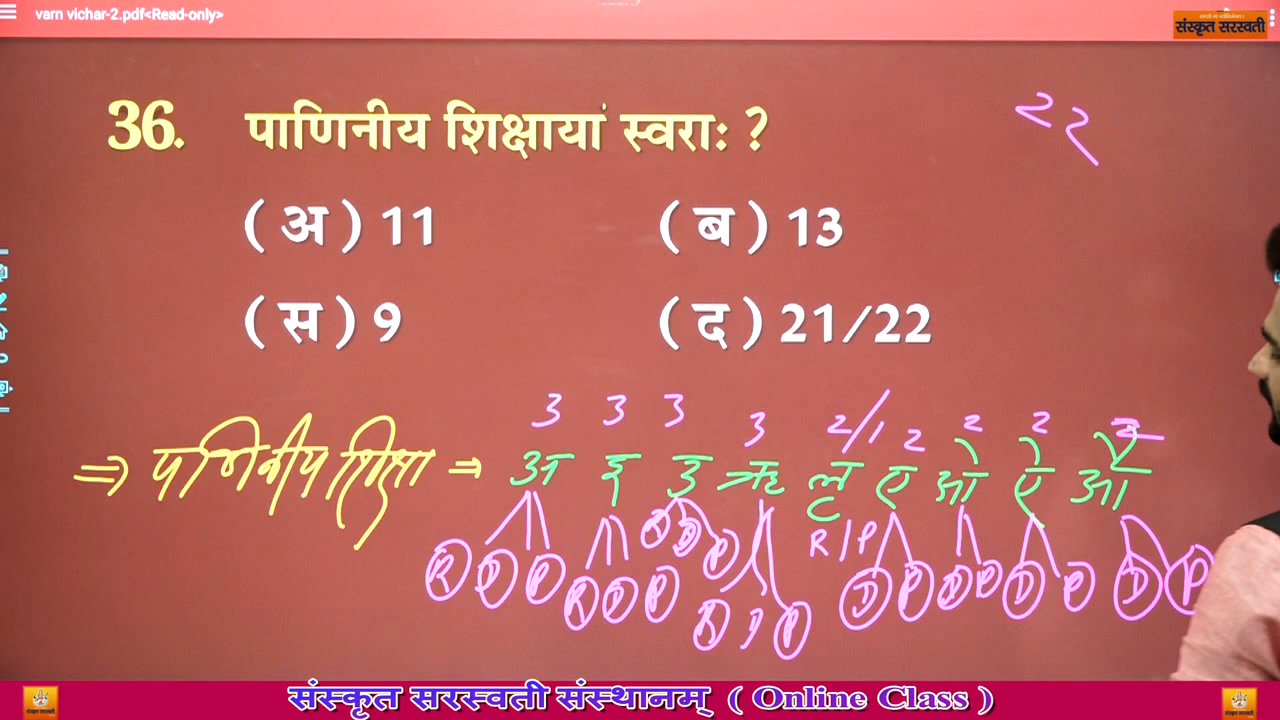 varn vichar-2.pdf<Read-only>
संस्कृत सरस्वती
२२
36. पाणिनीय शिक्षायां स्वराः ?
( अ ) 11 ( ब ) 13
( स ) 9 ( द ) 21/22
3 3 3 3 2/1 2 2 2 2
⇒ पाणिनीय शिक्षा → अ इ उ ऋ लृ ए ओ ऐ औ
R/P
D P D P D P D P
संस्कृत सरस्वती संस्थानम् ( Online Class )